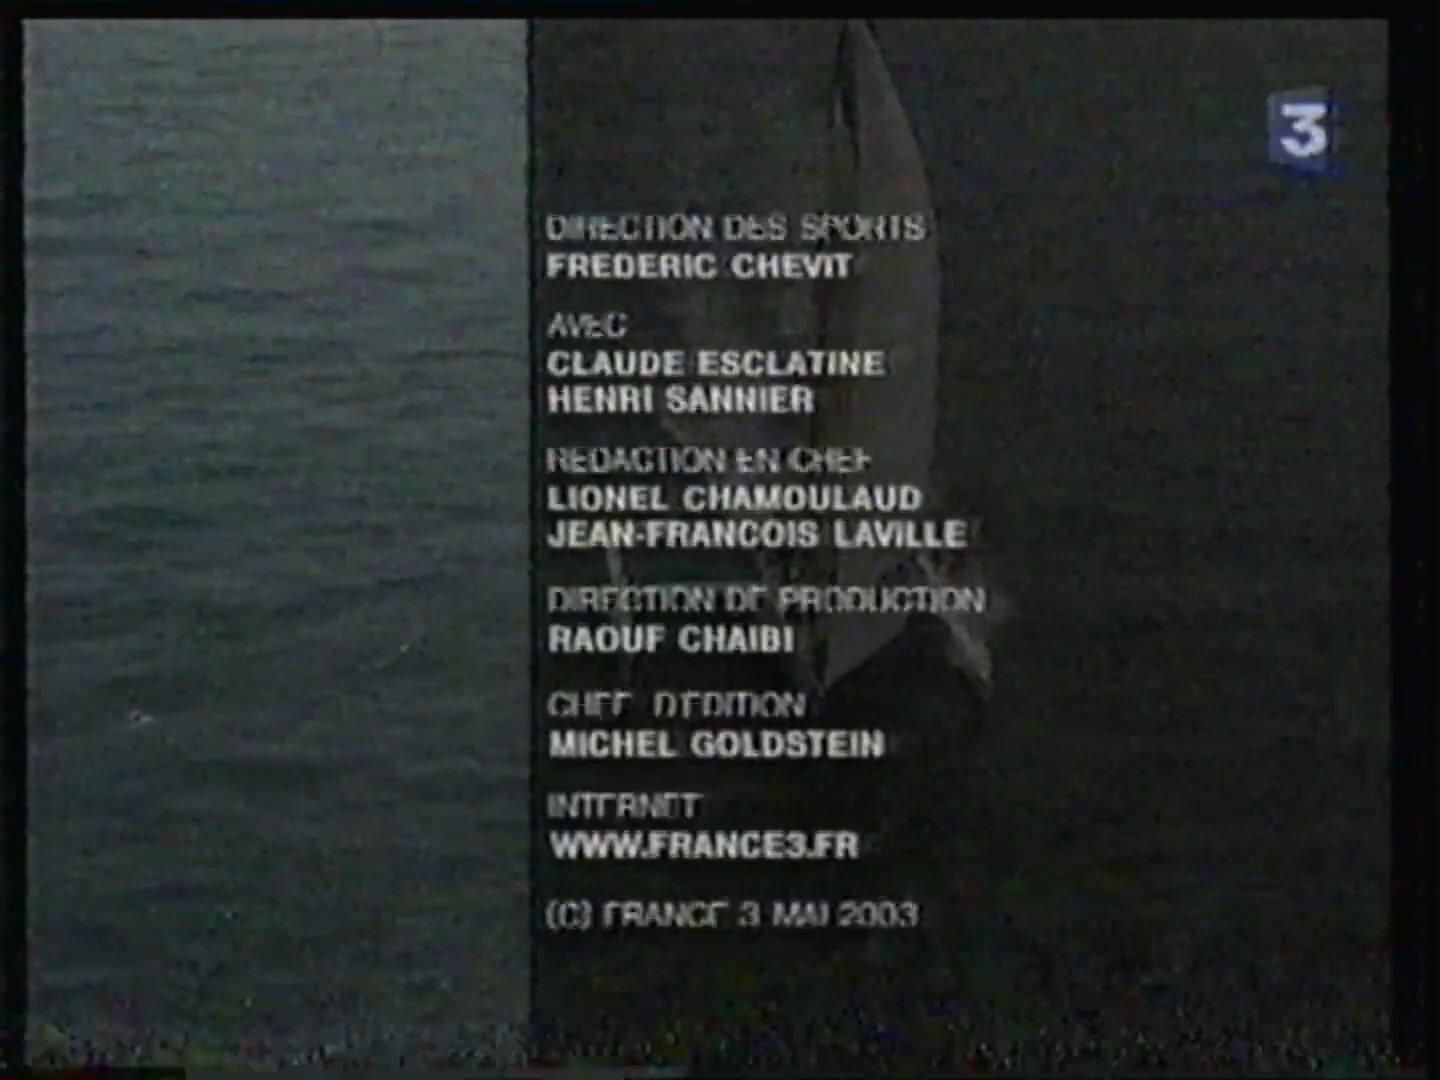 3
DIRECTION DES SPORTS
FREDERIC CHEVIT
AVEC
CLAUDE ESCLATINE
HENRI SANNIER
REDACTION EN CHEF
LIONEL CHAMOULAUD
JEAN-FRANCOIS LAVILLE
DIRECTION DE PRODUCTION
RAOUF CHAIBI
CHEF D'EDITION
MICHEL GOLDSTEIN
INTERNET
WWW.FRANCE3.FR
(C) FRANCE 3 MAI 2003